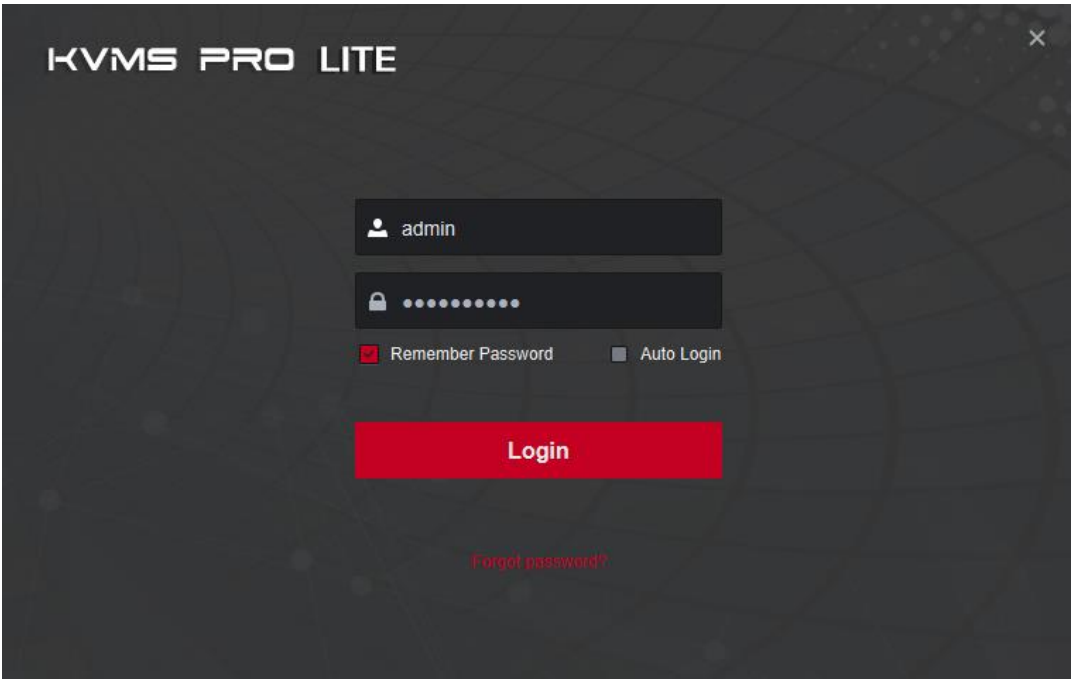 KVMS PRO LITE
admin
••••••••••
Remember Password Auto Login
Login
Forgot password?